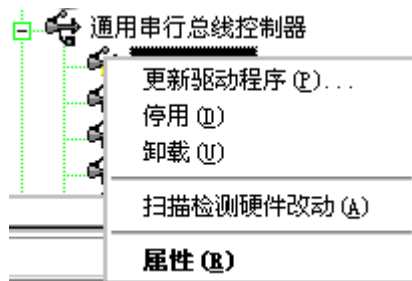 通用串行总线控制器
更新驱动程序(P)...
停用(D)
卸载(U)
扫描检测硬件改动(A)
属性(R)